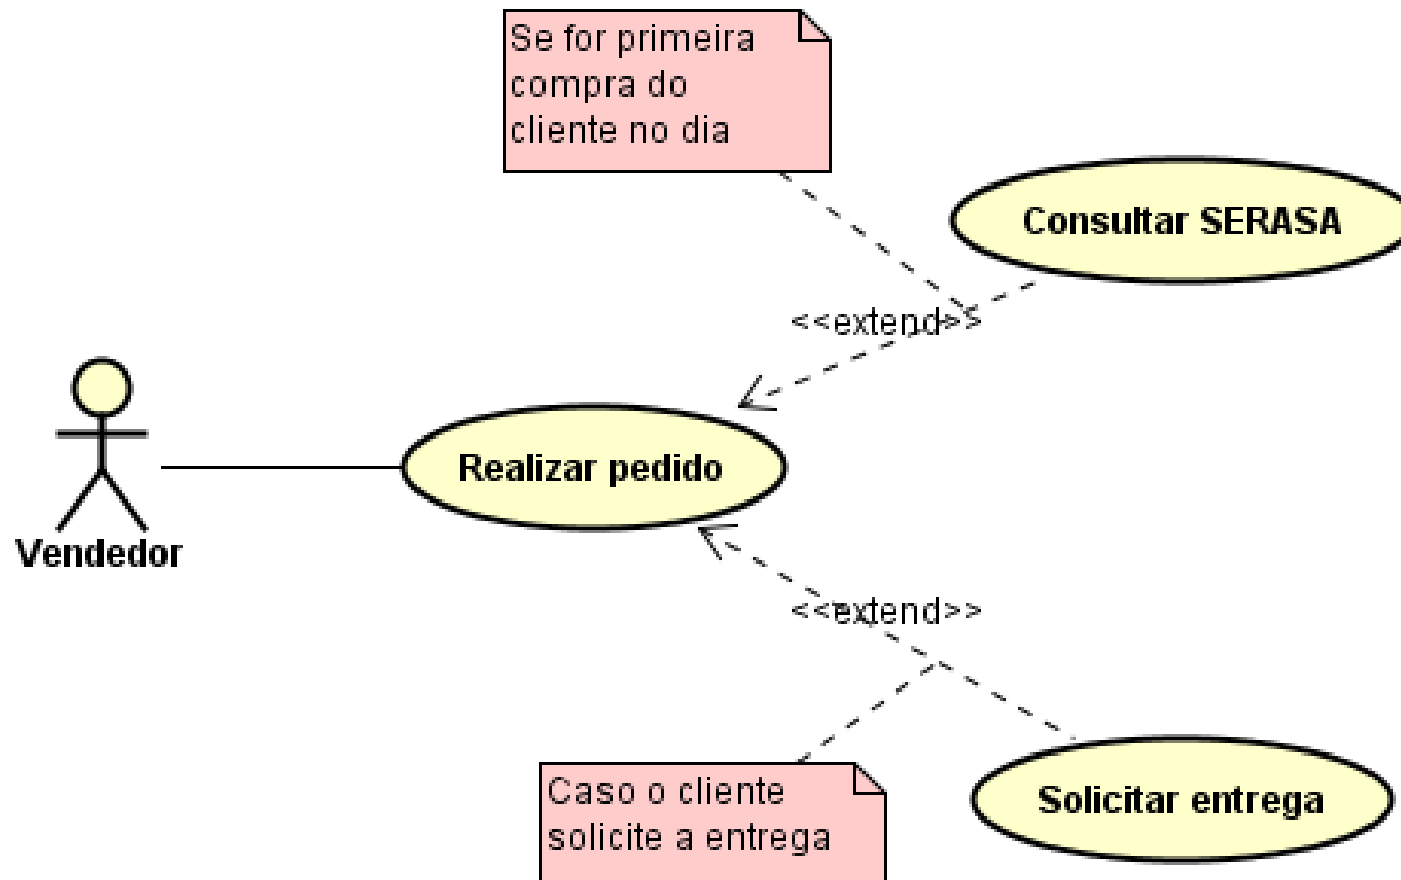 Se for primeira
compra do
cliente no dia
Consultar SERASA
<<extend>>
Realizar pedido
Vendedor
<<extend>>
Caso o cliente
solicite a entrega
Solicitar entrega